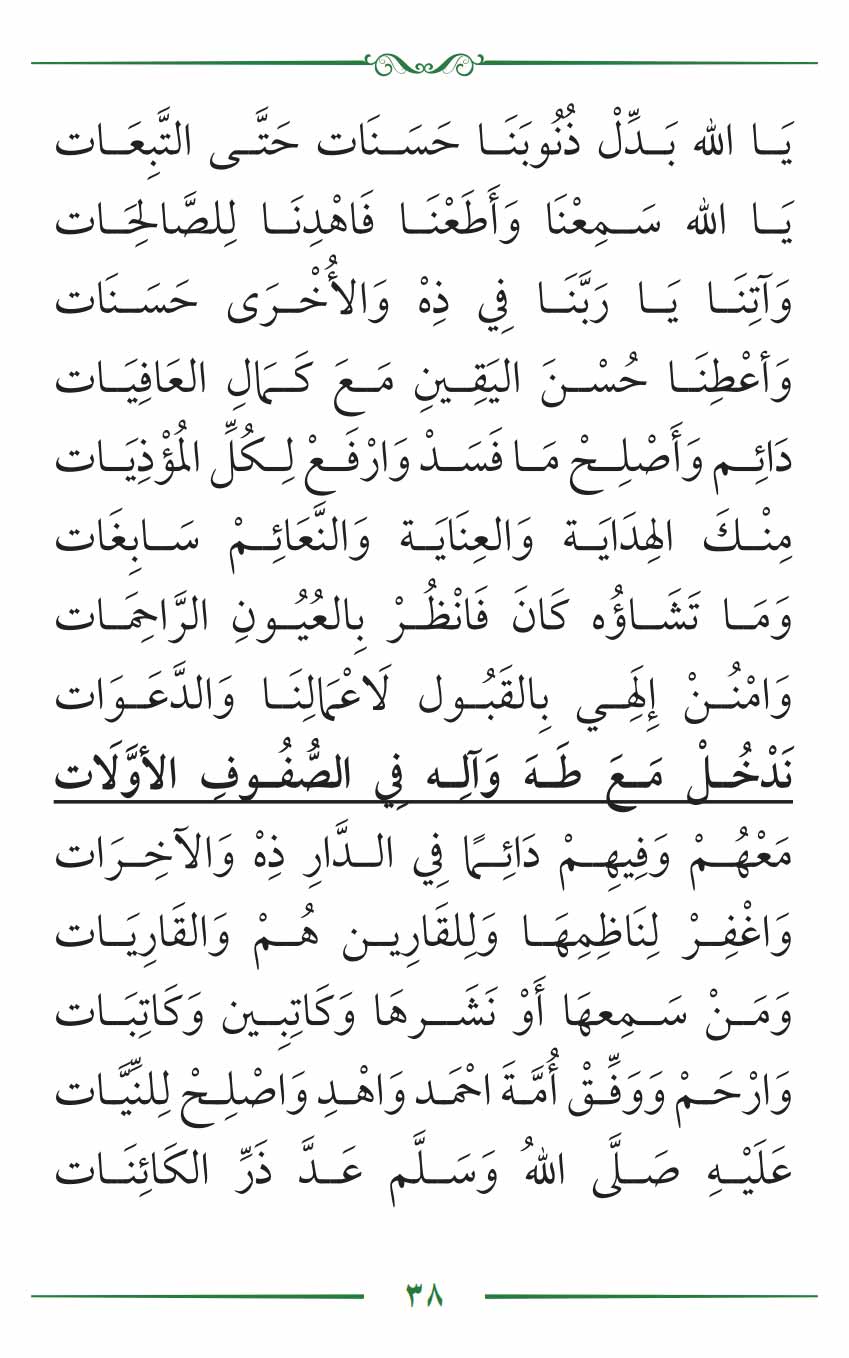 يَا الله بَدِّلْ ذُنُوبَنَا حَسَنَات حَتَّى التَّبِعَات
يَا الله سَمِعْنَا وَأَطَعْنَا فَاهْدِنَا لِلصَّالِحَات
وَآتِنَا يَا رَبَّنَا فِي ذِهْ وَالأُخْرَى حَسَنَات
وَأعْطِنَا حُسْنَ اليَقِينِ مَعَ كَمَالِ العَافِيَات
دَائِم وَأَصْلِحْ مَا فَسَدْ وَارْفَعْ لِكُلِّ المُؤْذِيَات
مِنْكَ الهِدَايَة وَالعِنَايَة وَالنَّعَائِمْ سَابِغَات
وَمَا تَشَاؤُه كَانَ فَانْظُرْ بِالعُيُونِ الرَّاحِمَات
وَامْنُنْ إِلَهِي بِالقَبُول لَاعْمَالِنَا وَالدَّعَوَات
نَدْخُلْ مَعَ طَهَ وَآلِه فِي الصُّفُوفِ الأوَّلَات
مَعْهُمْ وَفِيهِمْ دَائِمًا فِي الدَّارِ ذِهْ وَالآخِرَات
وَاغْفِرْ لِنَاظِمِهَا وَلِلقَارِين هُمْ وَالقَارِيَات
وَمَنْ سَمِعهَا أَوْ نَشَرهَا وَكَاتِبِين وَكَاتِبَات
وَارْحَمْ وَوَفِّقْ أُمَّةَ احْمَد وَاهْدِ وَاصْلِحْ لِلنِّيَّات
عَلَيْهِ صَلَّى اللهُ وَسَلَّم عَدَّ ذَرِّ الكَائِنَات
٣٨